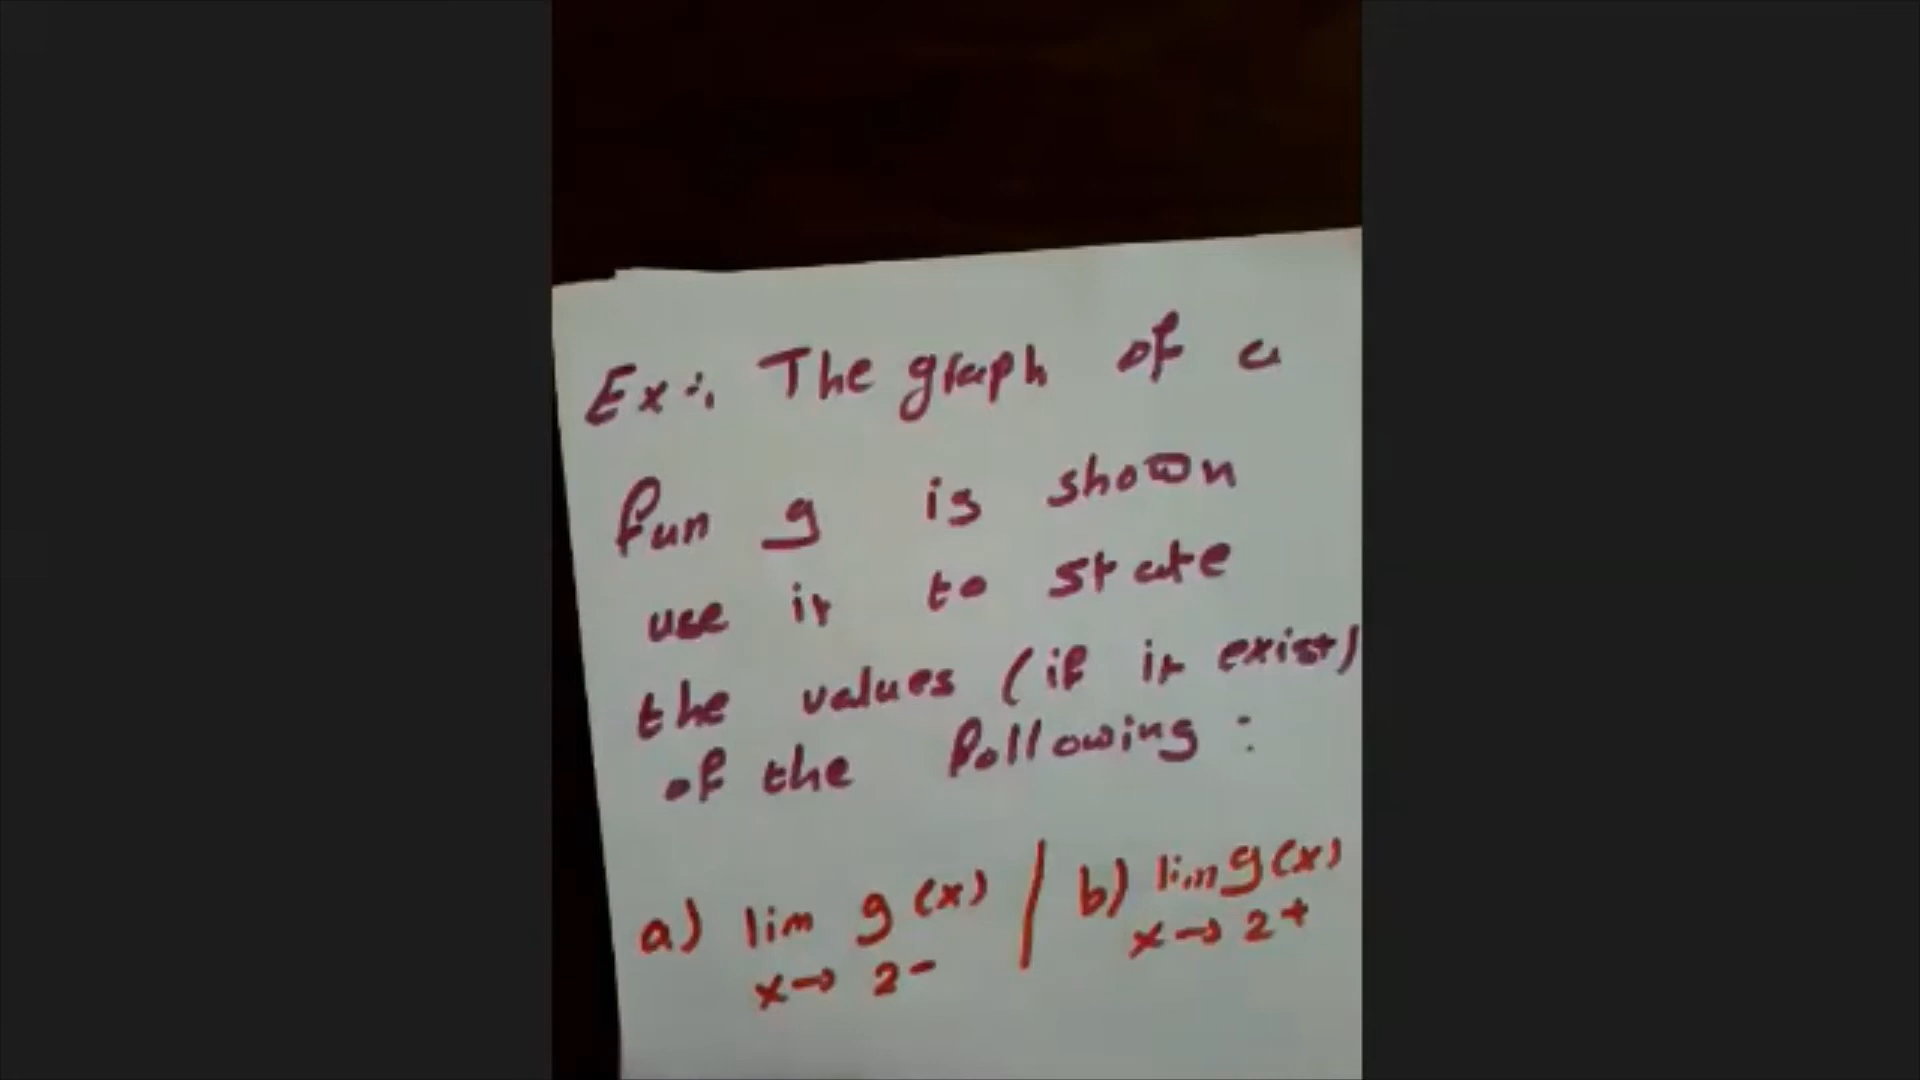 Ex:. The graph of a
fun g is shown
use it to state
the values (if it exist)
of the following :
a) lim g(x) | b) lim g(x)
x→ 2- x→ 2+